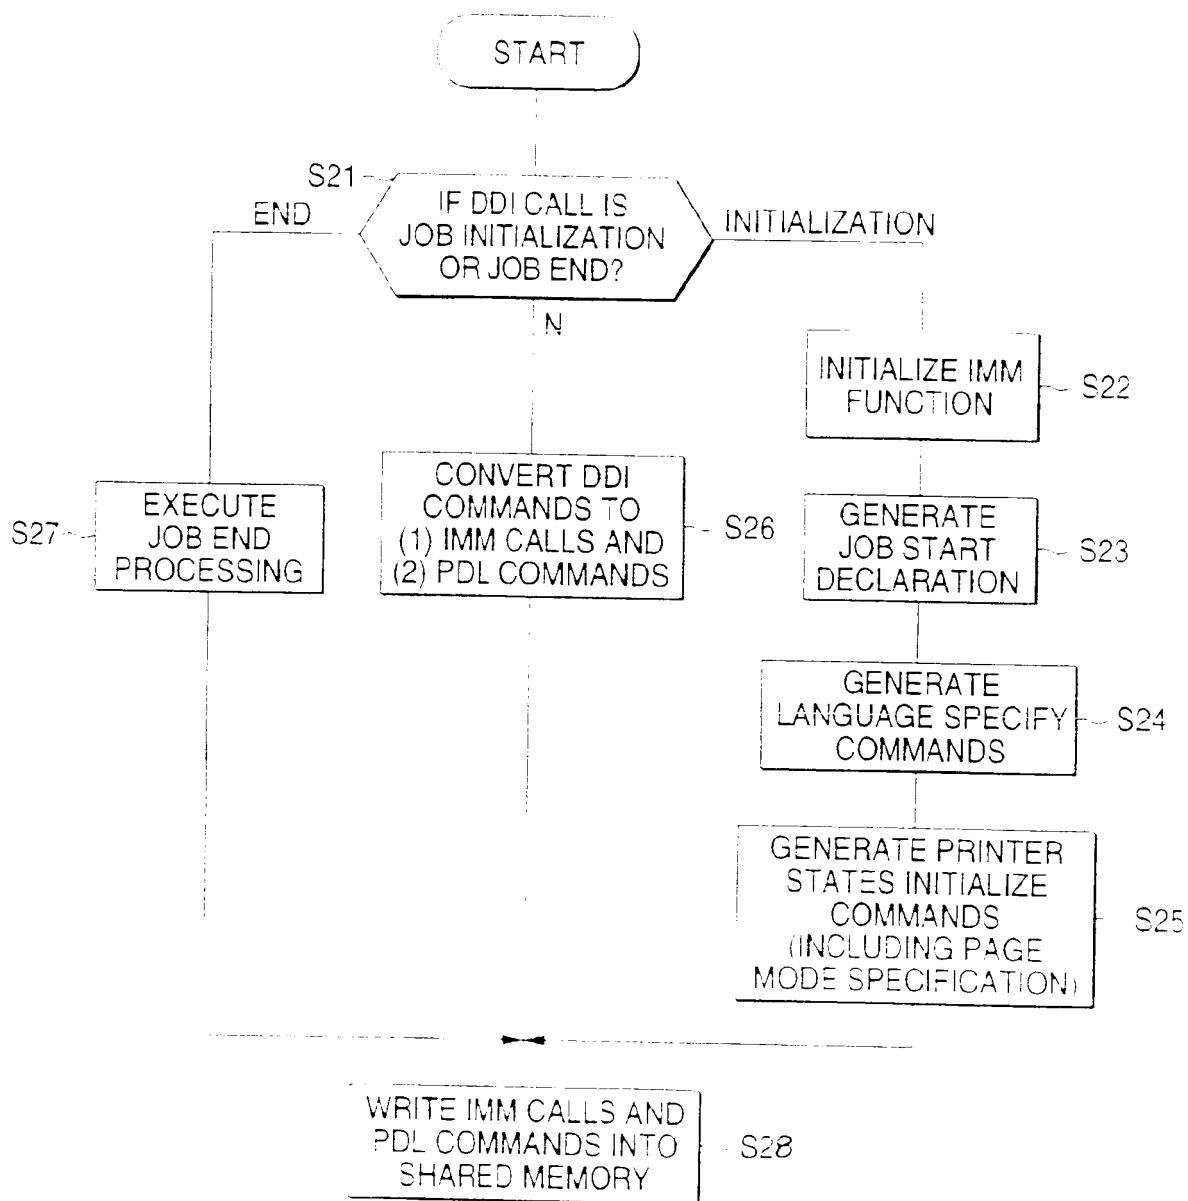 START
S21
IF DDI CALL IS
JOB INITIALIZATION
OR JOB END?
END
INITIALIZATION
N
INITIALIZE IMM
FUNCTION
S22
EXECUTE
JOB END
PROCESSING
S27
CONVERT DDI
COMMANDS TO
(1) IMM CALLS AND
(2) PDL COMMANDS
S26
GENERATE
JOB START
DECLARATION
S23
GENERATE
LANGUAGE SPECIFY
COMMANDS
S24
GENERATE PRINTER
STATES INITIALIZE
COMMANDS
(INCLUDING PAGE
MODE SPECIFICATION)
S25
WRITE IMM CALLS AND
PDL COMMANDS INTO
SHARED MEMORY
S28